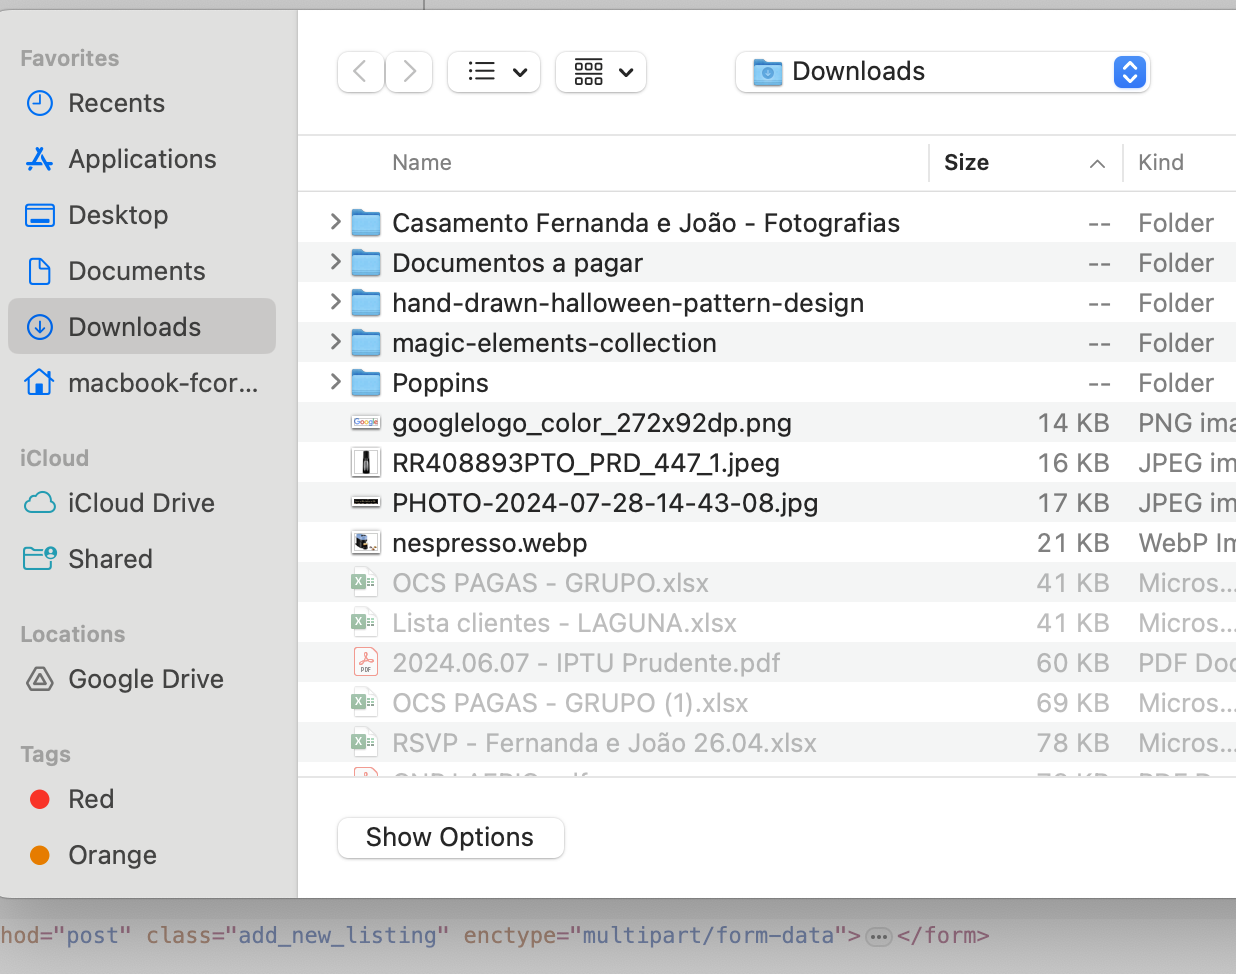 Favorites
Recents
Applications
Desktop
Documents
Downloads
macbook-fcor...
iCloud
iCloud Drive
Shared
Locations
Google Drive
Tags
Red
Orange
Downloads
Name Size Kind
Casamento Fernanda e João - Fotografias -- Folder
Documentos a pagar -- Folder
hand-drawn-halloween-pattern-design -- Folder
magic-elements-collection -- Folder
Poppins -- Folder
googlelogo_color_272x92dp.png 14 KB PNG ima
RR408893PTO_PRD_447_1.jpeg 16 KB JPEG im
PHOTO-2024-07-28-14-43-08.jpg 17 KB JPEG im
nespresso.webp 21 KB WebP Im
OCS PAGAS - GRUPO.xlsx 41 KB Micros...
Lista clientes - LAGUNA.xlsx 41 KB Micros...
2024.06.07 - IPTU Prudente.pdf 60 KB PDF Doc
OCS PAGAS - GRUPO (1).xlsx 69 KB Micros...
RSVP - Fernanda e João 26.04.xlsx 78 KB Micros...
Show Options
hod="post" class="add_new_listing" enctype="multipart/form-data">
</form>